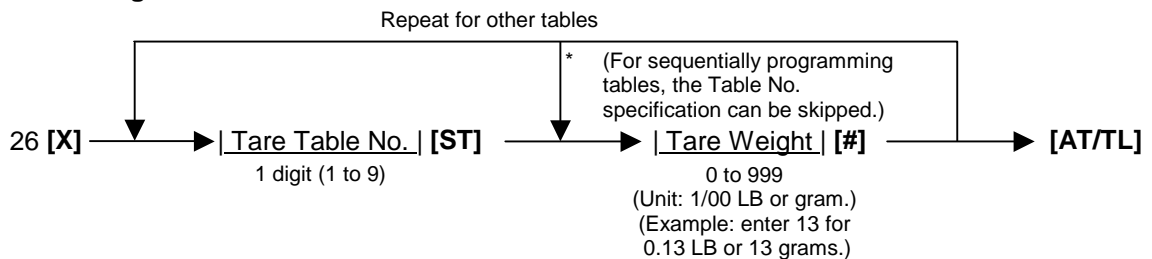 Repeat for other tables
*
(For sequentially programming
tables, the Table No.
specification can be skipped.)
26 [X] | Tare Table No. | [ST] | Tare Weight | [#] [AT/TL]
1 digit (1 to 9)
0 to 999
(Unit: 1/00 LB or gram.)
(Example: enter 13 for
0.13 LB or 13 grams.)